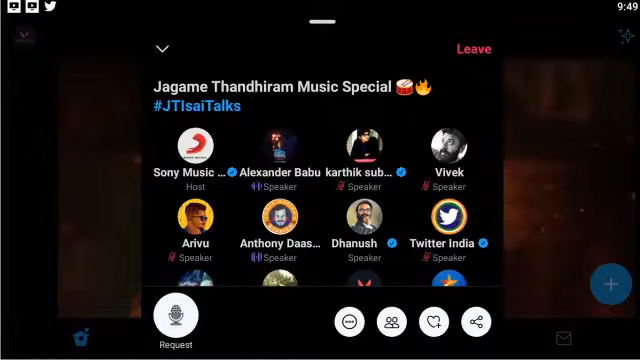 9:49
Leave
Jagame Thandhiram Music Special
#JTIsaiTalks
Sony Music ... Alexander Babu karthik sub... Vivek
Host Speaker Speaker Speaker
Arivu Anthony Daas... Dhanush Twitter India
Speaker Speaker Speaker Speaker
Request